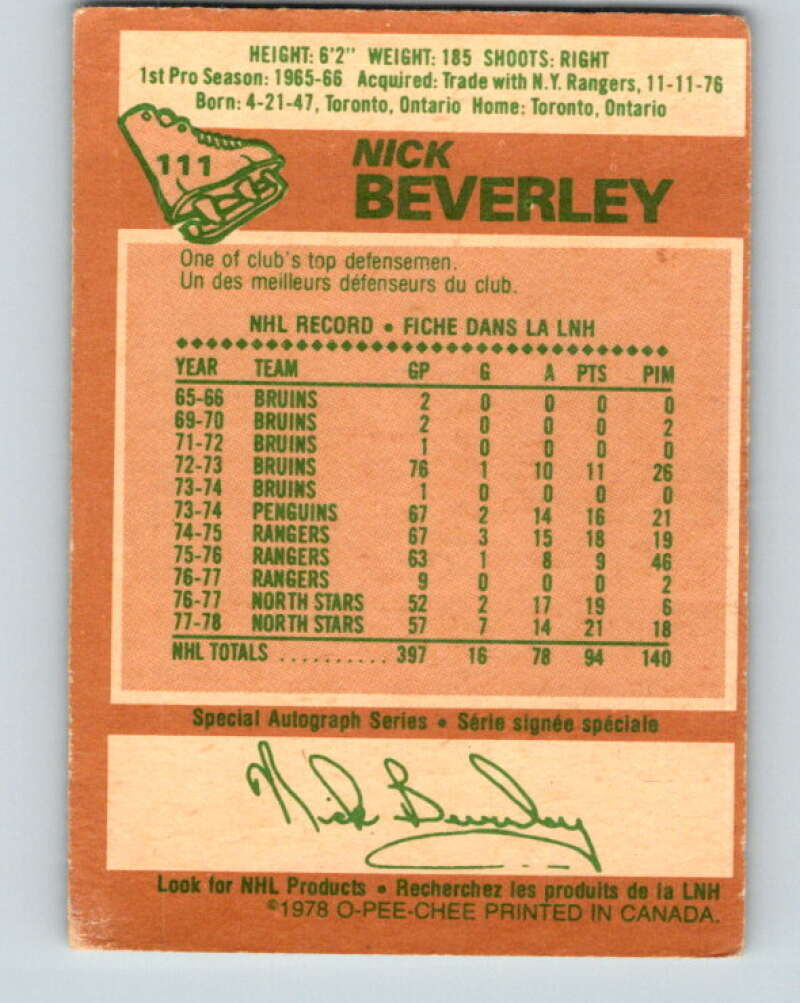 HEIGHT: 6'2" WEIGHT: 185 SHOOTS: RIGHT
1st Pro Season: 1965-66 Acquired: Trade with N.Y. Rangers, 11-11-76
Born: 4-21-47, Toronto, Ontario Home: Toronto, Ontario
111
NICK
BEVERLEY
One of club's top defensemen.
Un des meilleurs défenseurs du club.
NHL RECORD • FICHE DANS LA LNH
YEAR TEAM GP G A PTS PIM
65-66 BRUINS 2 0 0 0 0
69-70 BRUINS 2 0 0 0 2
71-72 BRUINS 1 0 0 0 0
72-73 BRUINS 76 1 10 11 26
73-74 BRUINS 1 0 0 0 0
73-74 PENGUINS 67 2 14 16 21
74-75 RANGERS 67 3 15 18 19
75-76 RANGERS 63 1 8 9 46
76-77 RANGERS 9 0 0 0 2
76-77 NORTH STARS 52 2 17 19 6
77-78 NORTH STARS 57 7 14 21 18
NHL TOTALS .......... 397 16 78 94 140
Special Autograph Series • Série signée spéciale
Nick Beverley
Look for NHL Products • Recherchez les produits de la LNH
©1978 O-PEE-CHEE PRINTED IN CANADA.